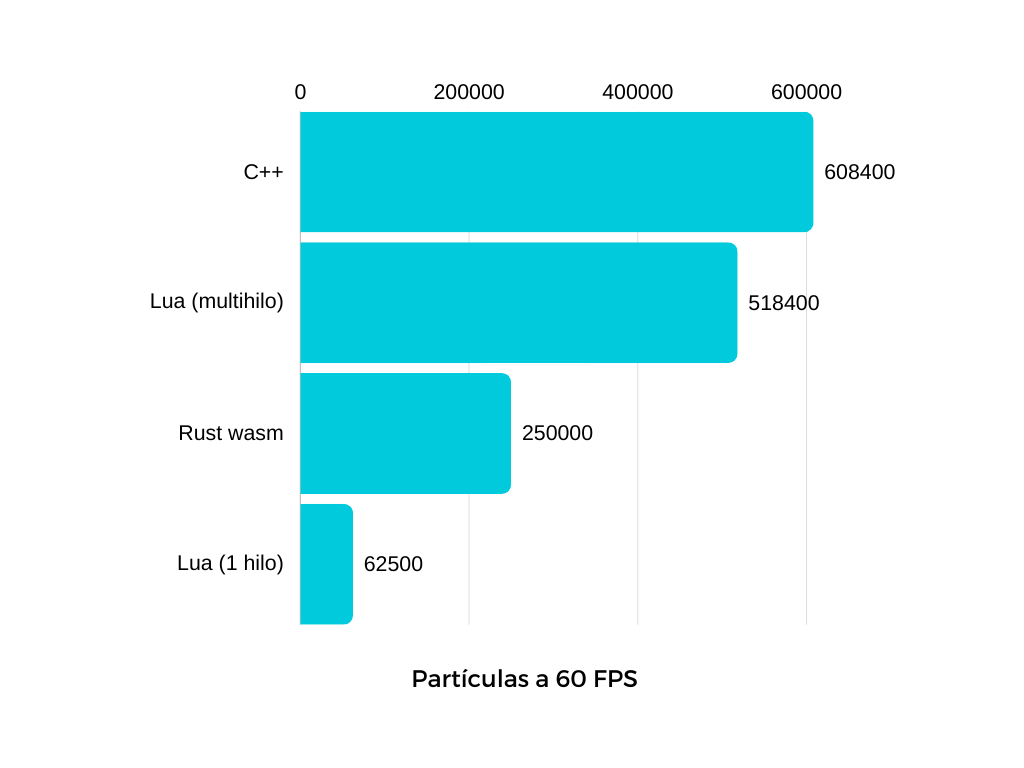 0 200000 400000 600000
C++ 608400
Lua (multihilo) 518400
Rust wasm 250000
Lua (1 hilo) 62500
Partículas a 60 FPS